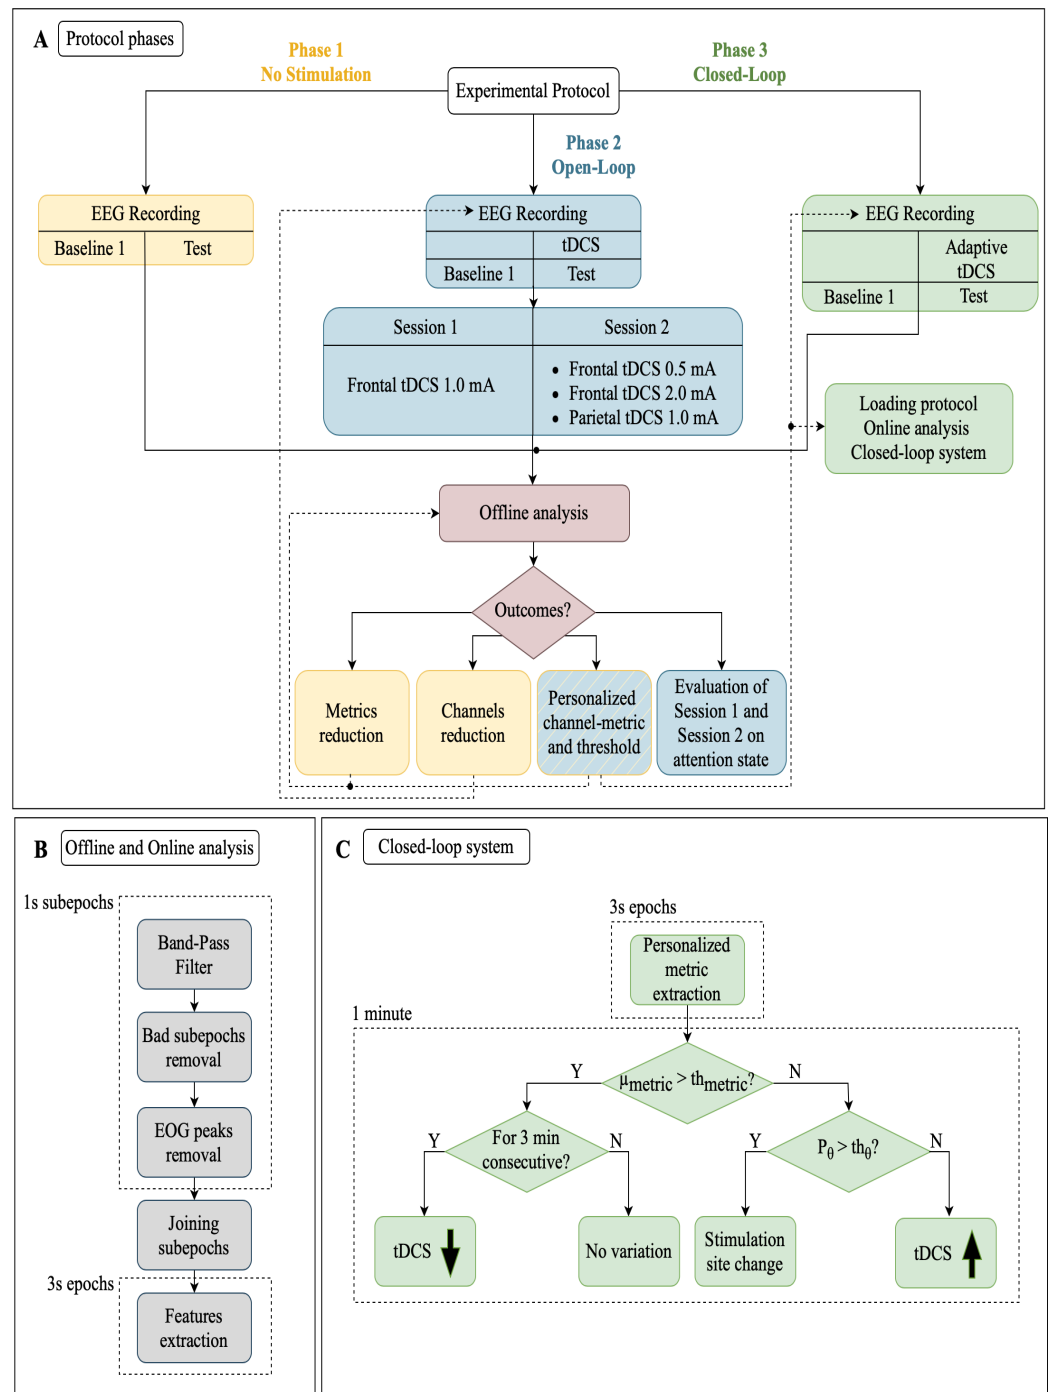 A Protocol phases
Phase 1
No Stimulation
Phase 3
Closed-Loop
Experimental Protocol
Phase 2
Open-Loop
EEG Recording
Baseline 1 Test
EEG Recording
tDCS
Baseline 1 Test
EEG Recording
Adaptive
tDCS
Baseline 1 Test
Session 1 Session 2
Frontal tDCS 1.0 mA
• Frontal tDCS 0.5 mA
• Frontal tDCS 2.0 mA
• Parietal tDCS 1.0 mA
Loading protocol
Online analysis
Closed-loop system
Offline analysis
Outcomes?
Metrics
reduction
Channels
reduction
Personalized
channel-metric
and threshold
Evaluation of
Session 1 and
Session 2 on
attention state
B Offline and Online analysis
1s subepochs
Band-Pass
Filter
Bad subepochs
removal
EOG peaks
removal
Joining
subepochs
3s epochs
Features
extraction
C Closed-loop system
3s epochs
Personalized
metric
extraction
1 minute
μmetric > thmetric?
Y N
For 3 min
consecutive?
Y N
Pθ > thθ?
Y N
tDCS
No variation
Stimulation
site change
tDCS